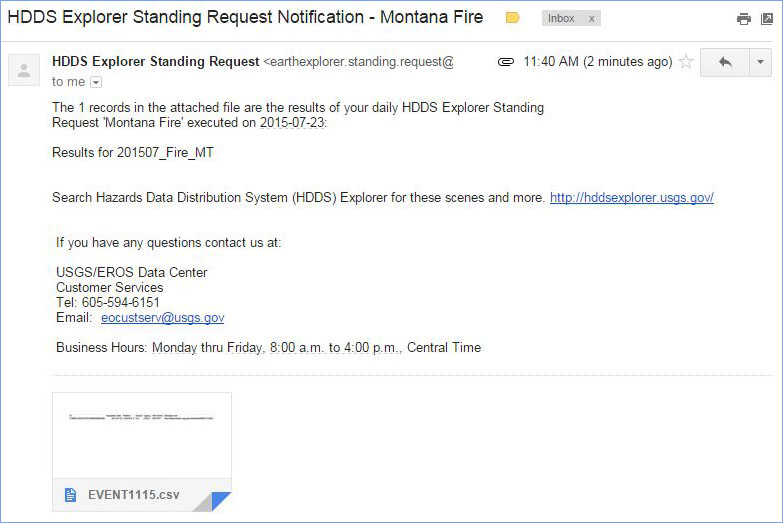 HDDS Explorer Standing Request Notification - Montana Fire
Inbox x
HDDS Explorer Standing Request <earthexplorer.standing.request@
11:40 AM (2 minutes ago)
to me
The 1 records in the attached file are the results of your daily HDDS Explorer Standing
Request 'Montana Fire' executed on 2015-07-23:
Results for 201507_Fire_MT
Search Hazards Data Distribution System (HDDS) Explorer for these scenes and more. http://hddsexplorer.usgs.gov/
If you have any questions contact us at:
USGS/EROS Data Center
Customer Services
Tel: 605-594-6151
Email: eocustserv@usgs.gov
Business Hours: Monday thru Friday, 8:00 a.m. to 4:00 p.m., Central Time
EVENT1115.csv